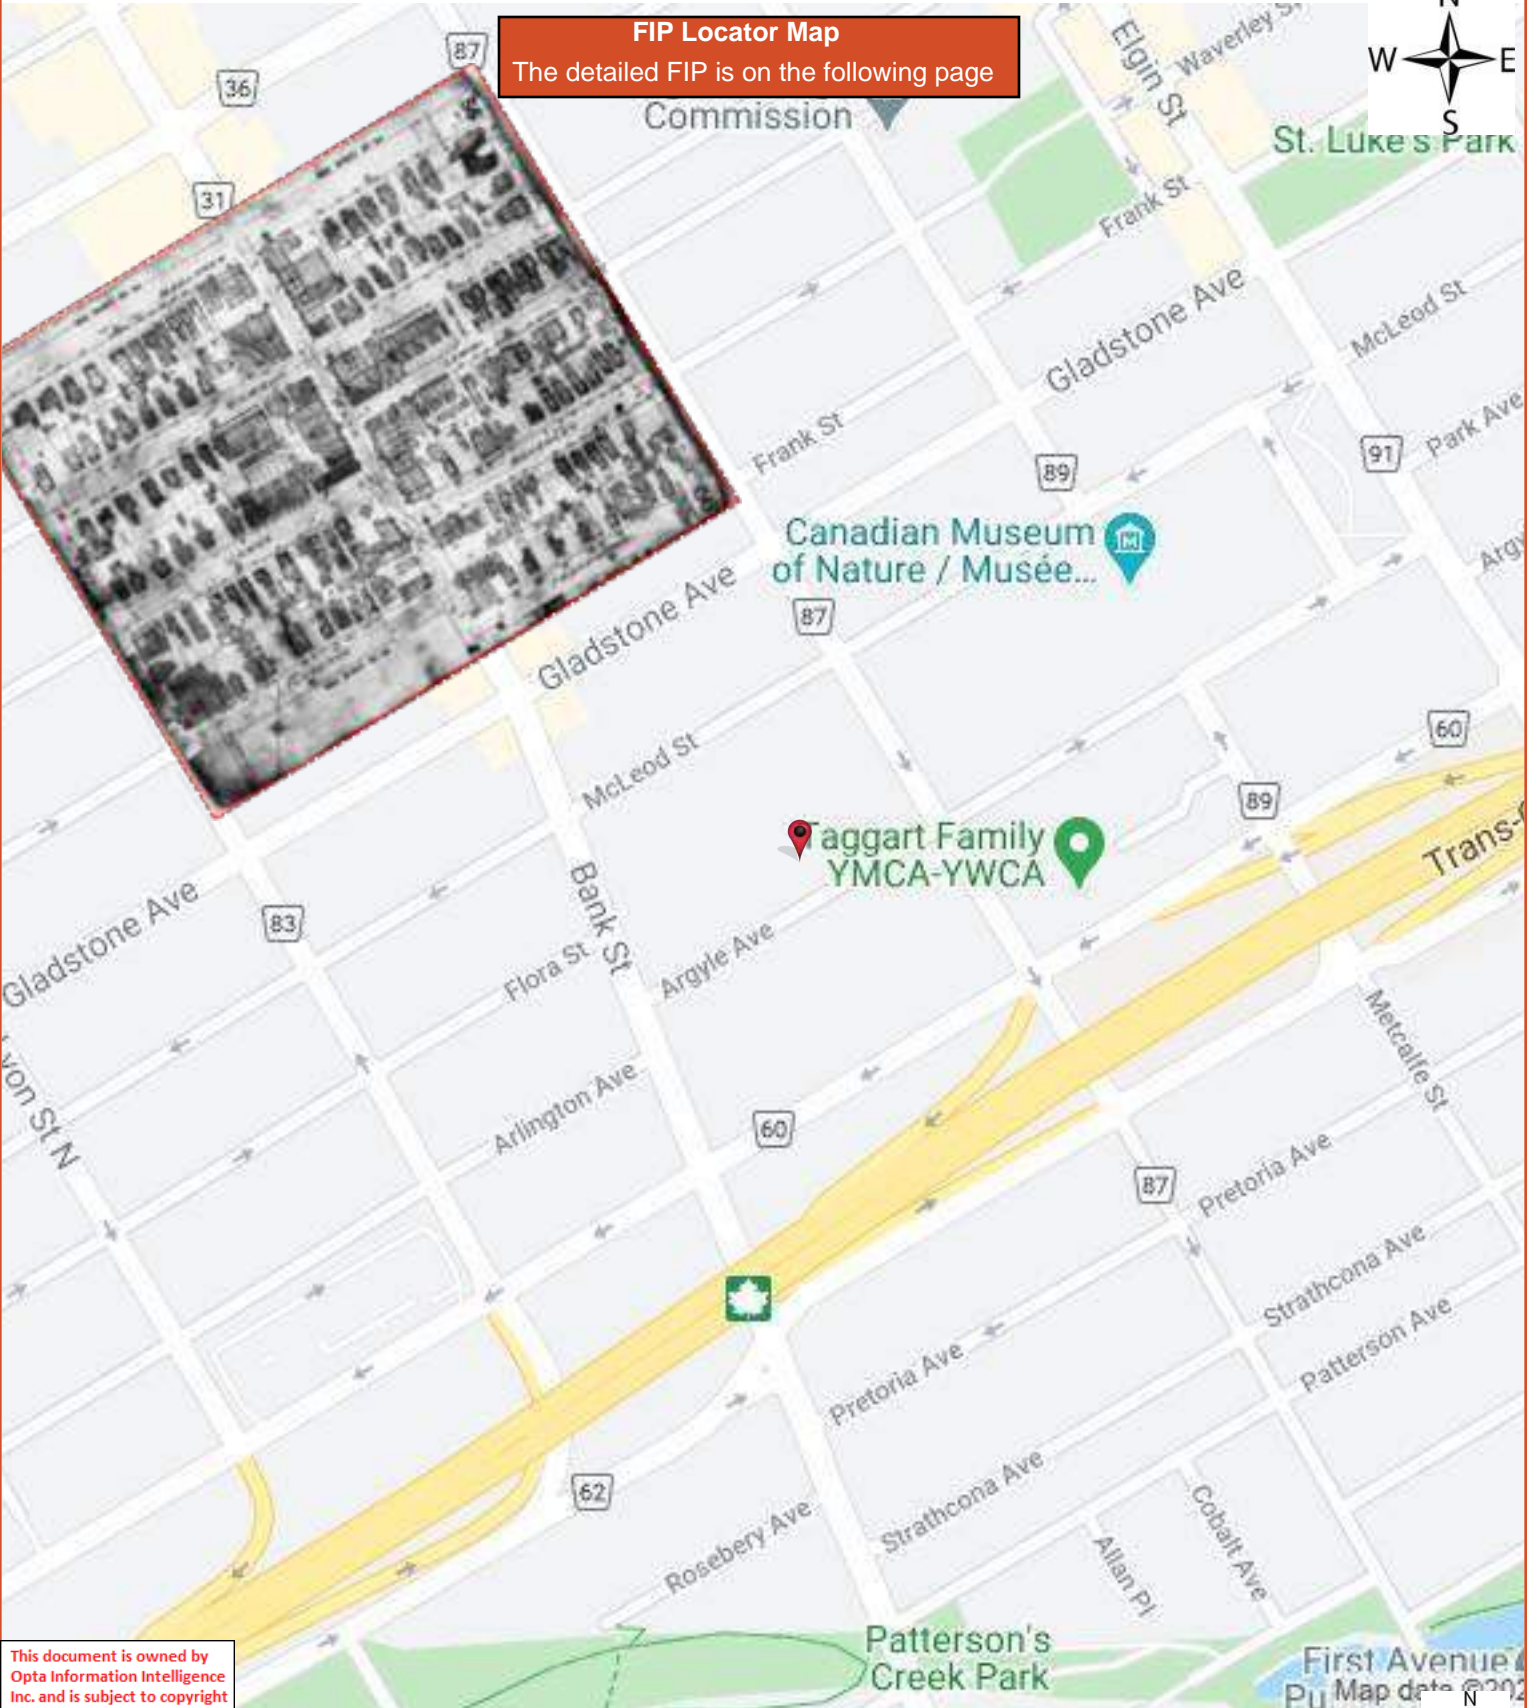 FIP Locator Map
The detailed FIP is on the following page
N
W
E
S
87
36
31
Commission
Elgin St
Waverley St
St. Luke's Park
Frank St
Gladstone Ave
McLeod St
Park Ave
91
89
Frank St
Canadian Museum
of Nature / Musée...
87
Gladstone Ave
60
McLeod St
89
Taggart Family
YMCA-YWCA
Bank St
83
Gladstone Ave
Flora St
Argyle Ave
Metcalfe St
Arlington Ave
60
87
Pretoria Ave
Strathcona Ave
Patterson Ave
Pretoria Ave
62
Strathcona Ave
Rosebery Ave
Cobalt Ave
Allan Pl
Patterson's
Creek Park
First Avenue
Map data
N
This document is owned by
Opta Information Intelligence
Inc. and is subject to copyright